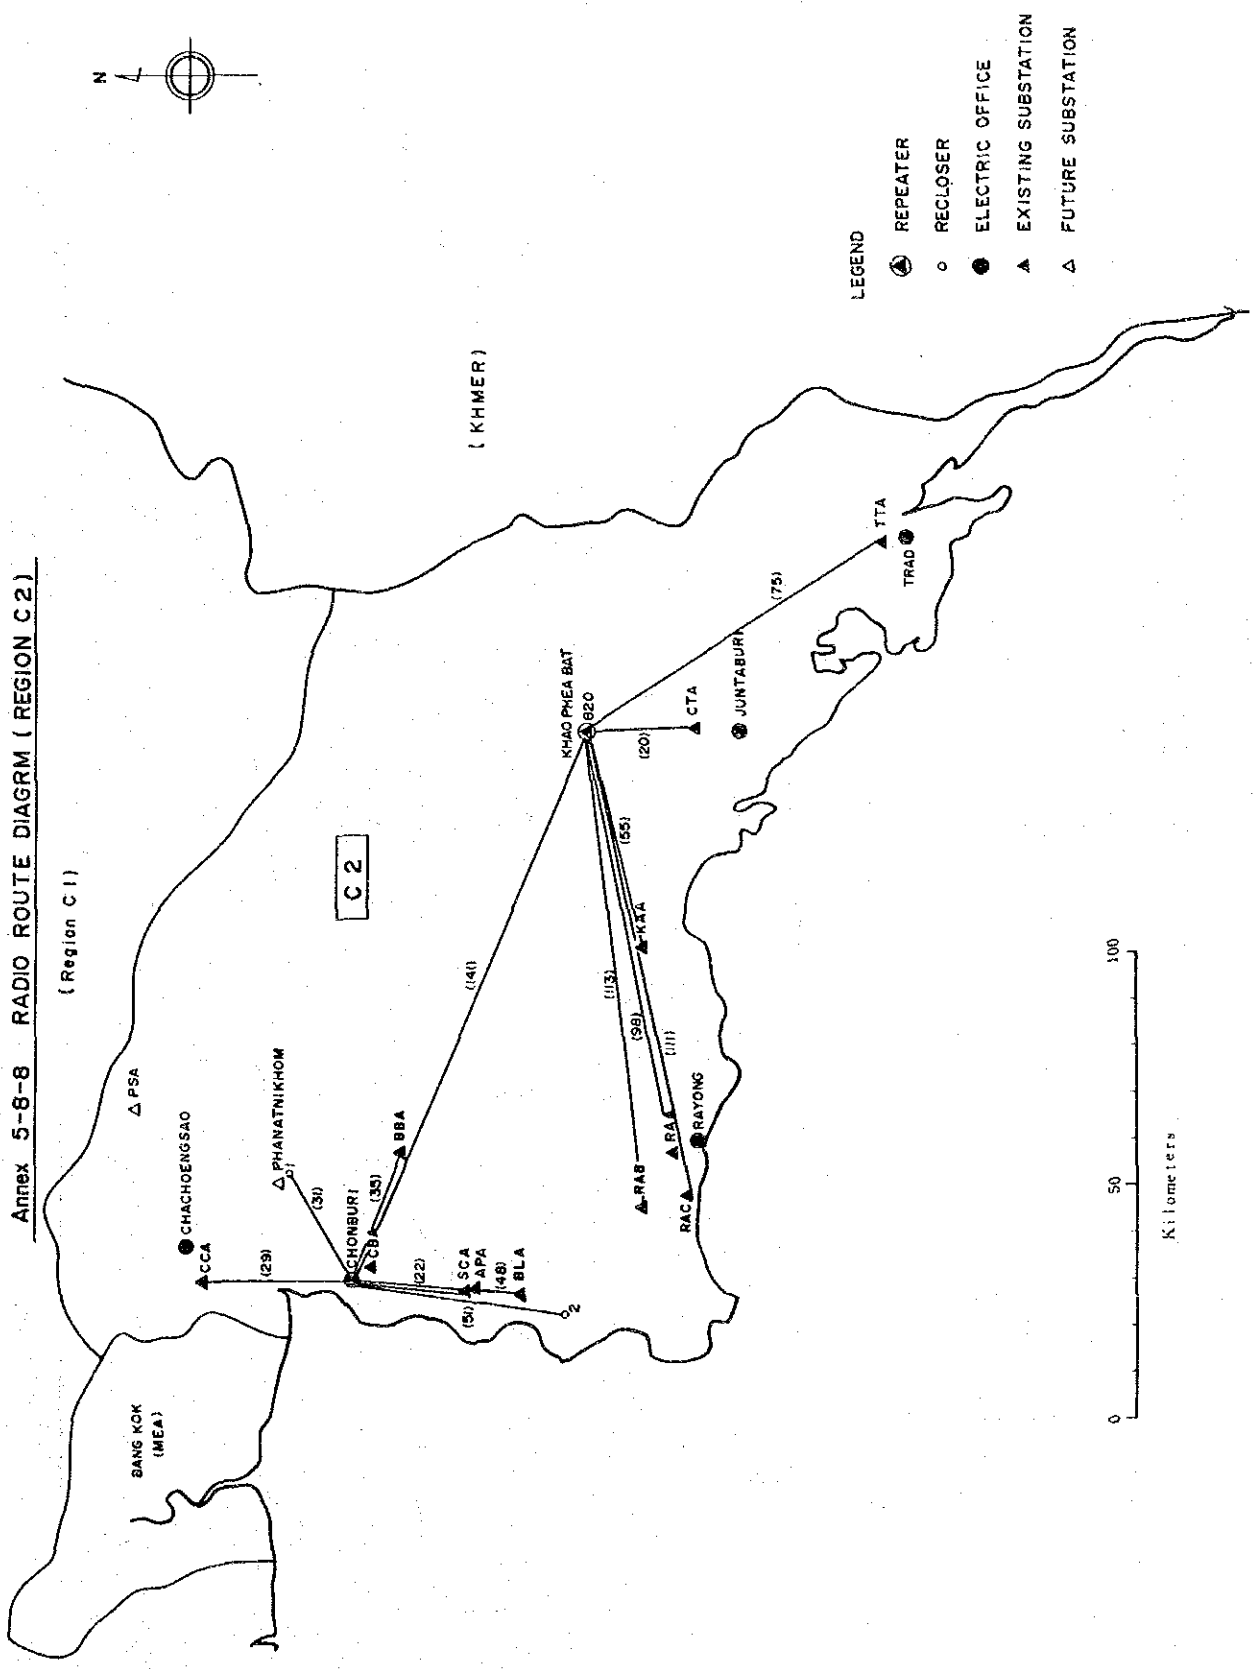 Annex 5-8-8 RADIO ROUTE DIAGRM (REGION C2)
N
(Region C1)
BANG KOK
(MEA)
CHACHOENGSAO
CCA
PSA
PHANATNIKHOM
1
(29)
(31)
CHONBURI
CBA
(35)
BBA
C 2
(KHMER)
(22)
SCA
APA
(48)
BLA
(51)
2
(141)
KHAO PHEA BAT
820
(20)
CTA
JUNTABURI
(75)
TTA
TRAD
(55)
KAA
(113)
(98)
(111)
RAB
RAA
RAC
RAYONG
LEGEND
REPEATER
RECLOSER
ELECTRIC OFFICE
EXISTING SUBSTATION
FUTURE SUBSTATION
0
50
100
Kilometers